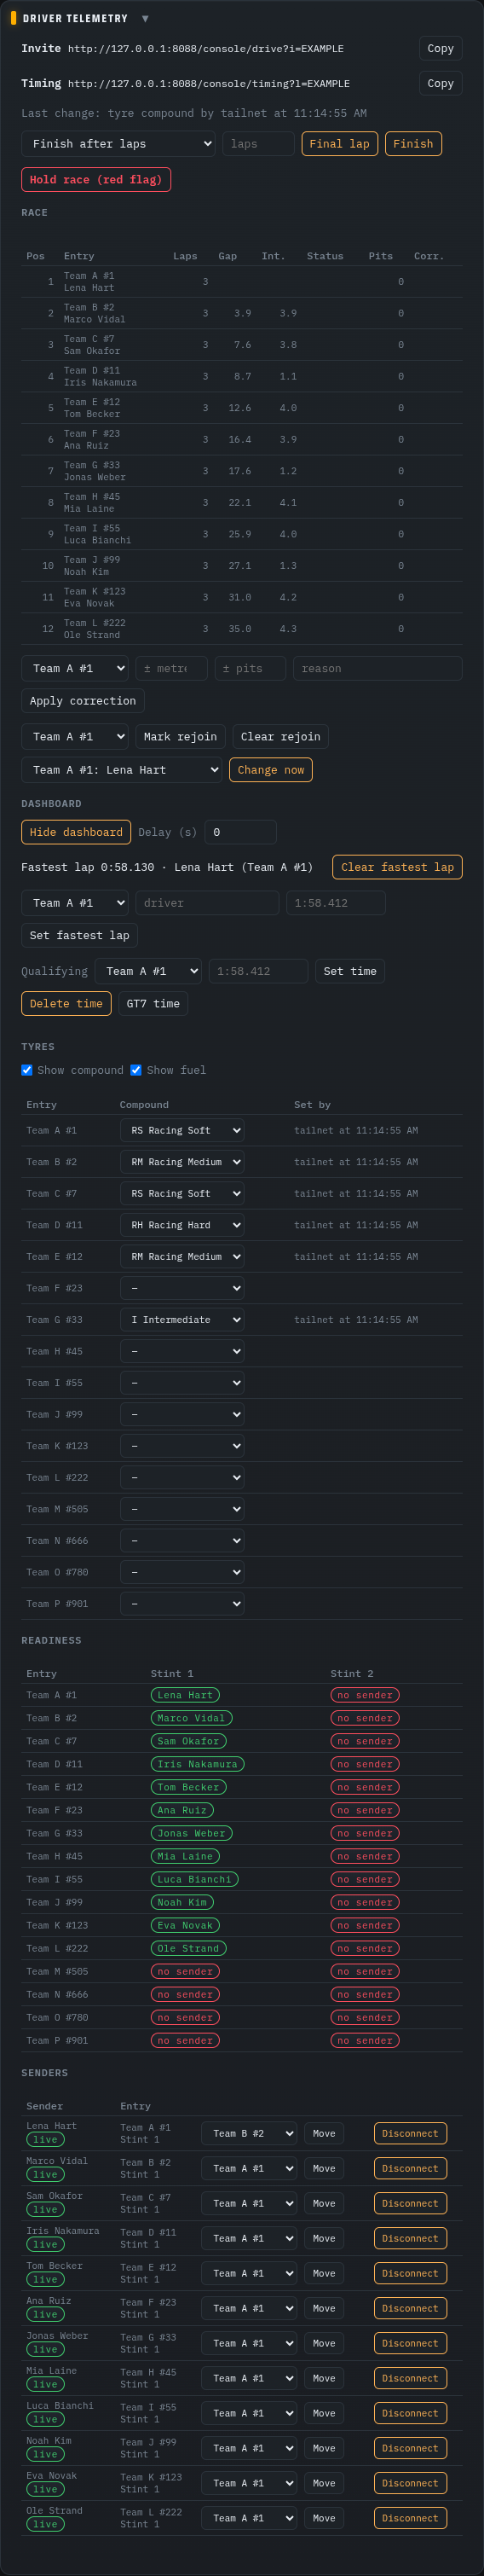 DRIVER TELEMETRY ▼
Invite http://127.0.0.1:8088/console/drive?i=EXAMPLE Copy
Timing http://127.0.0.1:8088/console/timing?l=EXAMPLE Copy
Last change: tyre compound by tailnet at 11:14:55 AM
Finish after laps laps Final lap Finish
Hold race (red flag)
RACE
Pos Entry Laps Gap Int. Status Pits Corr.
1 Team A #1 3 0
Lena Hart
2 Team B #2 3 3.9 3.9 0
Marco Vidal
3 Team C #7 3 7.6 3.8 0
Sam Okafor
4 Team D #11 3 8.7 1.1 0
Iris Nakamura
5 Team E #12 3 12.6 4.0 0
Tom Becker
6 Team F #23 3 16.4 3.9 0
Ana Ruiz
7 Team G #33 3 17.6 1.2 0
Jonas Weber
8 Team H #45 3 22.1 4.1 0
Mia Laine
9 Team I #55 3 25.9 4.0 0
Luca Bianchi
10 Team J #99 3 27.1 1.3 0
Noah Kim
11 Team K #123 3 31.0 4.2 0
Eva Novak
12 Team L #222 3 35.0 4.3 0
Ole Strand
Team A #1 ± metre ± pits reason
Apply correction
Team A #1 Mark rejoin Clear rejoin
Team A #1: Lena Hart Change now
DASHBOARD
Hide dashboard Delay (s) 0
Fastest lap 0:58.130 · Lena Hart (Team A #1) Clear fastest lap
Team A #1 driver 1:58.412
Set fastest lap
Qualifying Team A #1 1:58.412 Set time
Delete time GT7 time
TYRES
Show compound Show fuel
Entry Compound Set by
Team A #1 RS Racing Soft tailnet at 11:14:55 AM
Team B #2 RM Racing Medium tailnet at 11:14:55 AM
Team C #7 RS Racing Soft tailnet at 11:14:55 AM
Team D #11 RH Racing Hard tailnet at 11:14:55 AM
Team E #12 RM Racing Medium tailnet at 11:14:55 AM
Team F #23 —
Team G #33 I Intermediate tailnet at 11:14:55 AM
Team H #45 —
Team I #55 —
Team J #99 —
Team K #123 —
Team L #222 —
Team M #505 —
Team N #666 —
Team O #780 —
Team P #901 —
READINESS
Entry Stint 1 Stint 2
Team A #1 Lena Hart no sender
Team B #2 Marco Vidal no sender
Team C #7 Sam Okafor no sender
Team D #11 Iris Nakamura no sender
Team E #12 Tom Becker no sender
Team F #23 Ana Ruiz no sender
Team G #33 Jonas Weber no sender
Team H #45 Mia Laine no sender
Team I #55 Luca Bianchi no sender
Team J #99 Noah Kim no sender
Team K #123 Eva Novak no sender
Team L #222 Ole Strand no sender
Team M #505 no sender no sender
Team N #666 no sender no sender
Team O #780 no sender no sender
Team P #901 no sender no sender
SENDERS
Sender Entry
Lena Hart Team A #1 Team B #2 Move Disconnect
live Stint 1
Marco Vidal Team B #2 Team A #1 Move Disconnect
live Stint 1
Sam Okafor Team C #7 Team A #1 Move Disconnect
live Stint 1
Iris Nakamura Team D #11 Team A #1 Move Disconnect
live Stint 1
Tom Becker Team E #12 Team A #1 Move Disconnect
live Stint 1
Ana Ruiz Team F #23 Team A #1 Move Disconnect
live Stint 1
Jonas Weber Team G #33 Team A #1 Move Disconnect
live Stint 1
Mia Laine Team H #45 Team A #1 Move Disconnect
live Stint 1
Luca Bianchi Team I #55 Team A #1 Move Disconnect
live Stint 1
Noah Kim Team J #99 Team A #1 Move Disconnect
live Stint 1
Eva Novak Team K #123 Team A #1 Move Disconnect
live Stint 1
Ole Strand Team L #222 Team A #1 Move Disconnect
live Stint 1